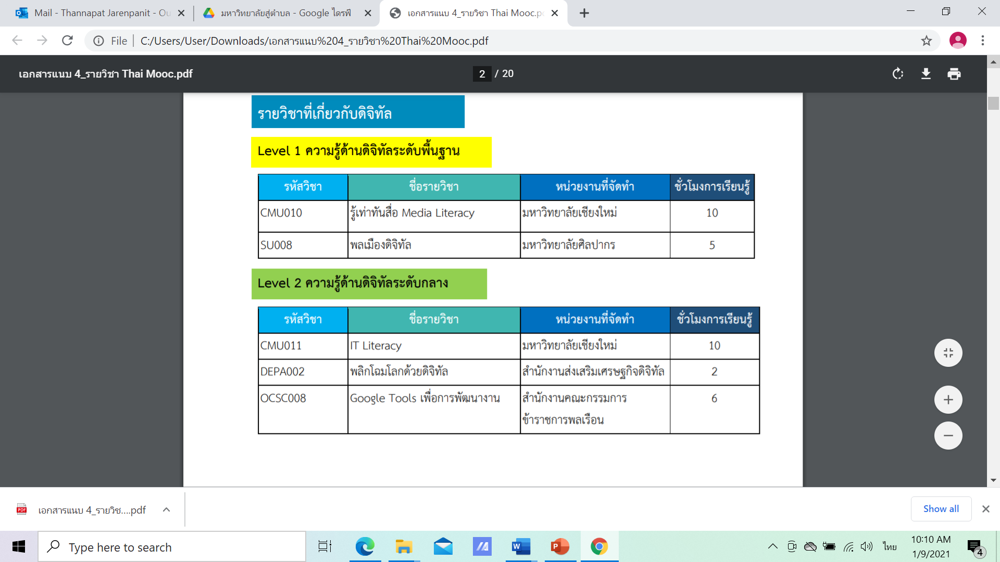 Mail - Thannapat Jarenpanit - Ou
มหาวิทยาลัยสู่ตำบล - Google ไดรฟ์
เอกสารแนบ 4_รายวิชา Thai Mooc.p
File
C:/Users/User/Downloads/เอกสารแนบ%204_รายวิชา%20Thai%20Mooc.pdf
เอกสารแนบ 4_รายวิชา Thai Mooc.pdf
2 / 20
รายวิชาที่เกี่ยวกับดิจิทัล
Level 1 ความรู้ด้านดิจิทัลระดับพื้นฐาน
รหัสวิชา ชื่อรายวิชา หน่วยงานที่จัดทำ ชั่วโมงการเรียนรู้
CMU010 รู้เท่าทันสื่อ Media Literacy มหาวิทยาลัยเชียงใหม่ 10
SU008 พลเมืองดิจิทัล มหาวิทยาลัยศิลปากร 5
Level 2 ความรู้ด้านดิจิทัลระดับกลาง
รหัสวิชา ชื่อรายวิชา หน่วยงานที่จัดทำ ชั่วโมงการเรียนรู้
CMU011 IT Literacy มหาวิทยาลัยเชียงใหม่ 10
DEPA002 พลิกโฉมโลกด้วยดิจิทัล สำนักงานส่งเสริมเศรษฐกิจดิจิทัล 2
OCSC008 Google Tools เพื่อการพัฒนางาน สำนักงานคณะกรรมการ 6
ข้าราชการพลเรือน
PDF
เอกสารแนบ 4_รายวิช....pdf
Show all
Type here to search
ไทย
10:10 AM
1/9/2021
4